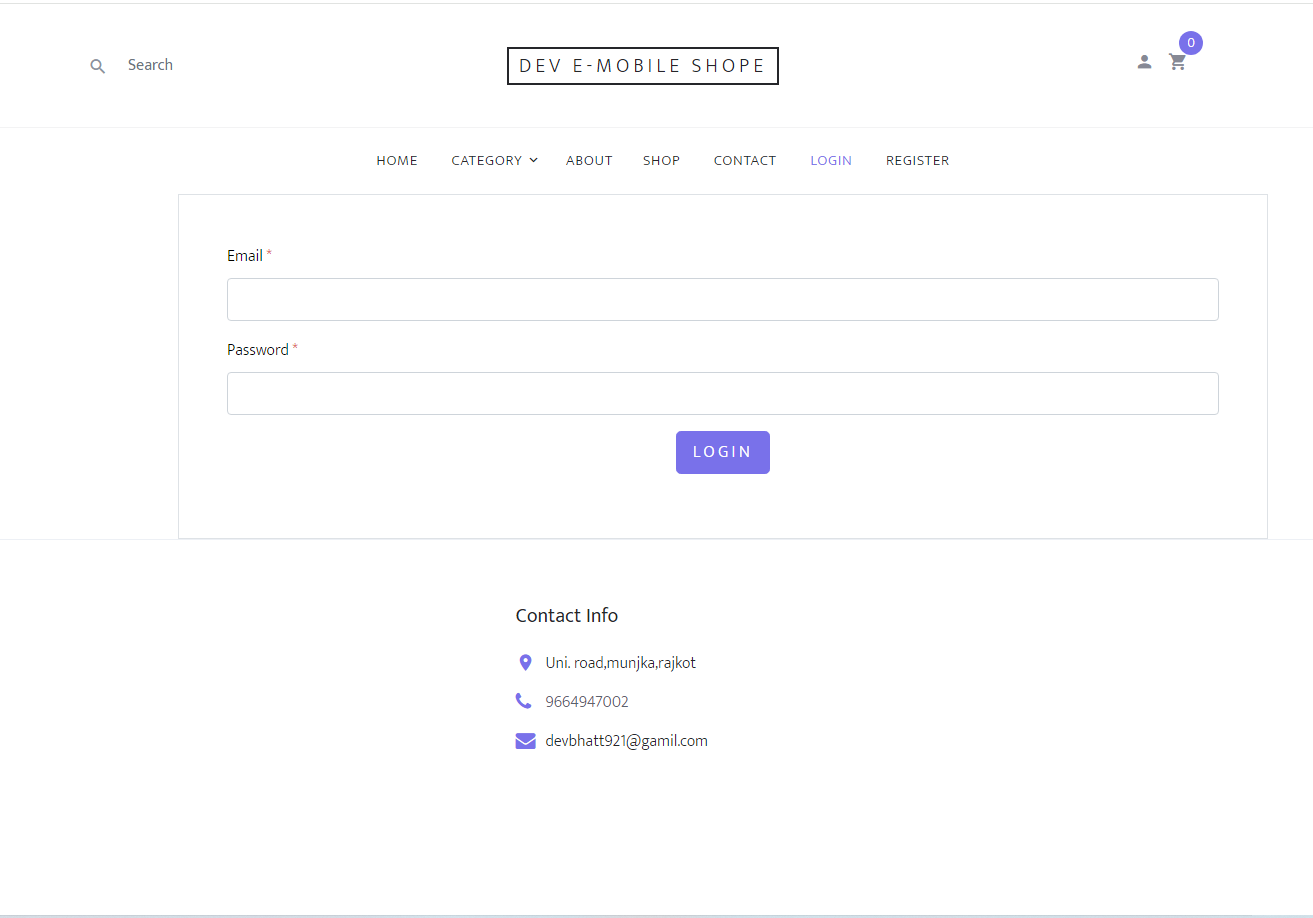 Search
DEV E-MOBILE SHOPE
0
HOME CATEGORY ABOUT SHOP CONTACT LOGIN REGISTER
Email *
Password *
LOGIN
Contact Info
Uni. road,munjka,rajkot
9664947002
devbhatt921@gamil.com